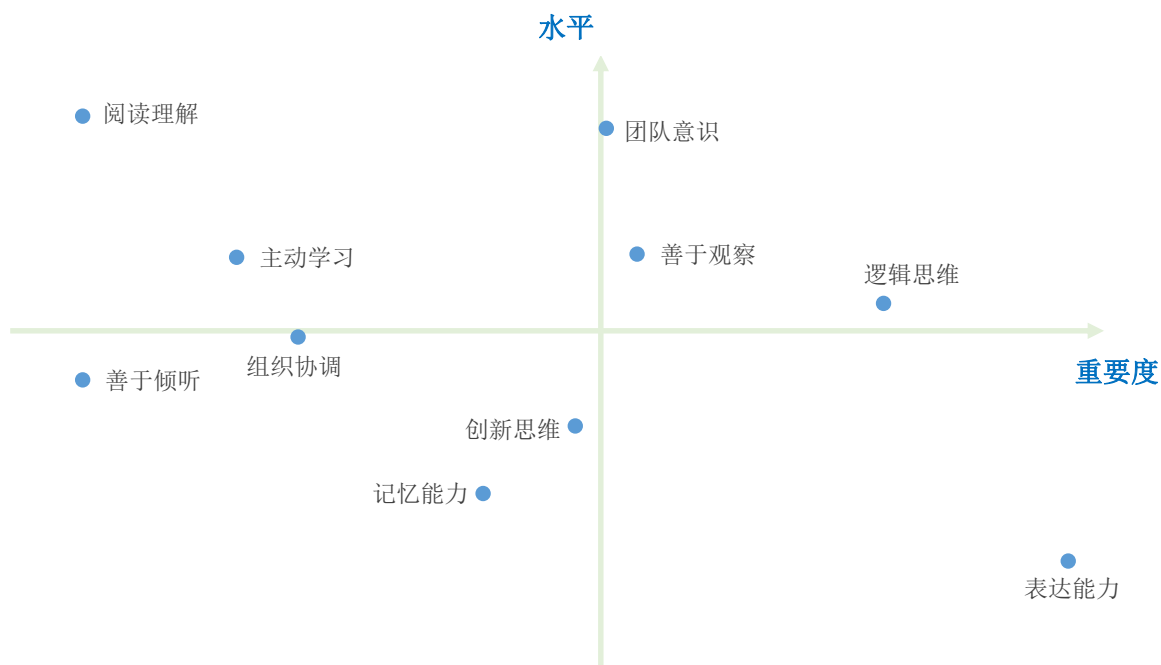 水平
阅读理解
团队意识
主动学习
善于观察
逻辑思维
组织协调
善于倾听
重要度
创新思维
记忆能力
表达能力